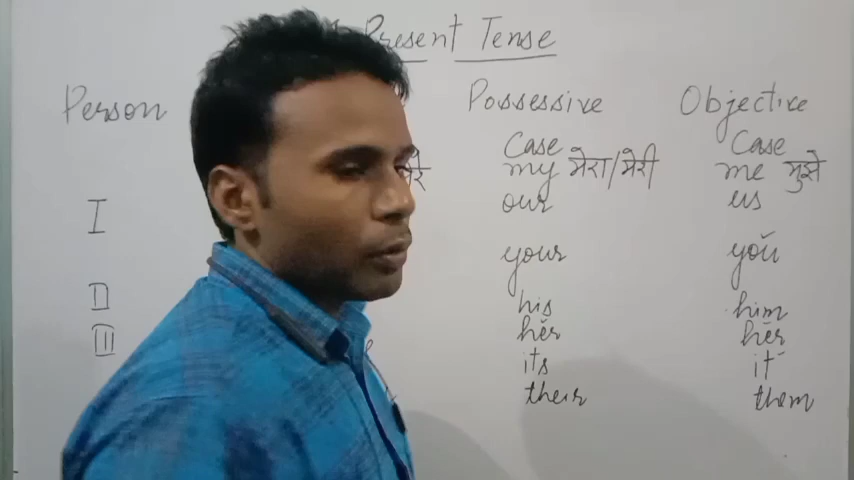 Present Tense
Person Possessive Objective
Case Case
my मेरा/मेरी me मुझे
I our us
your you
II his him
III her her
its it
their them